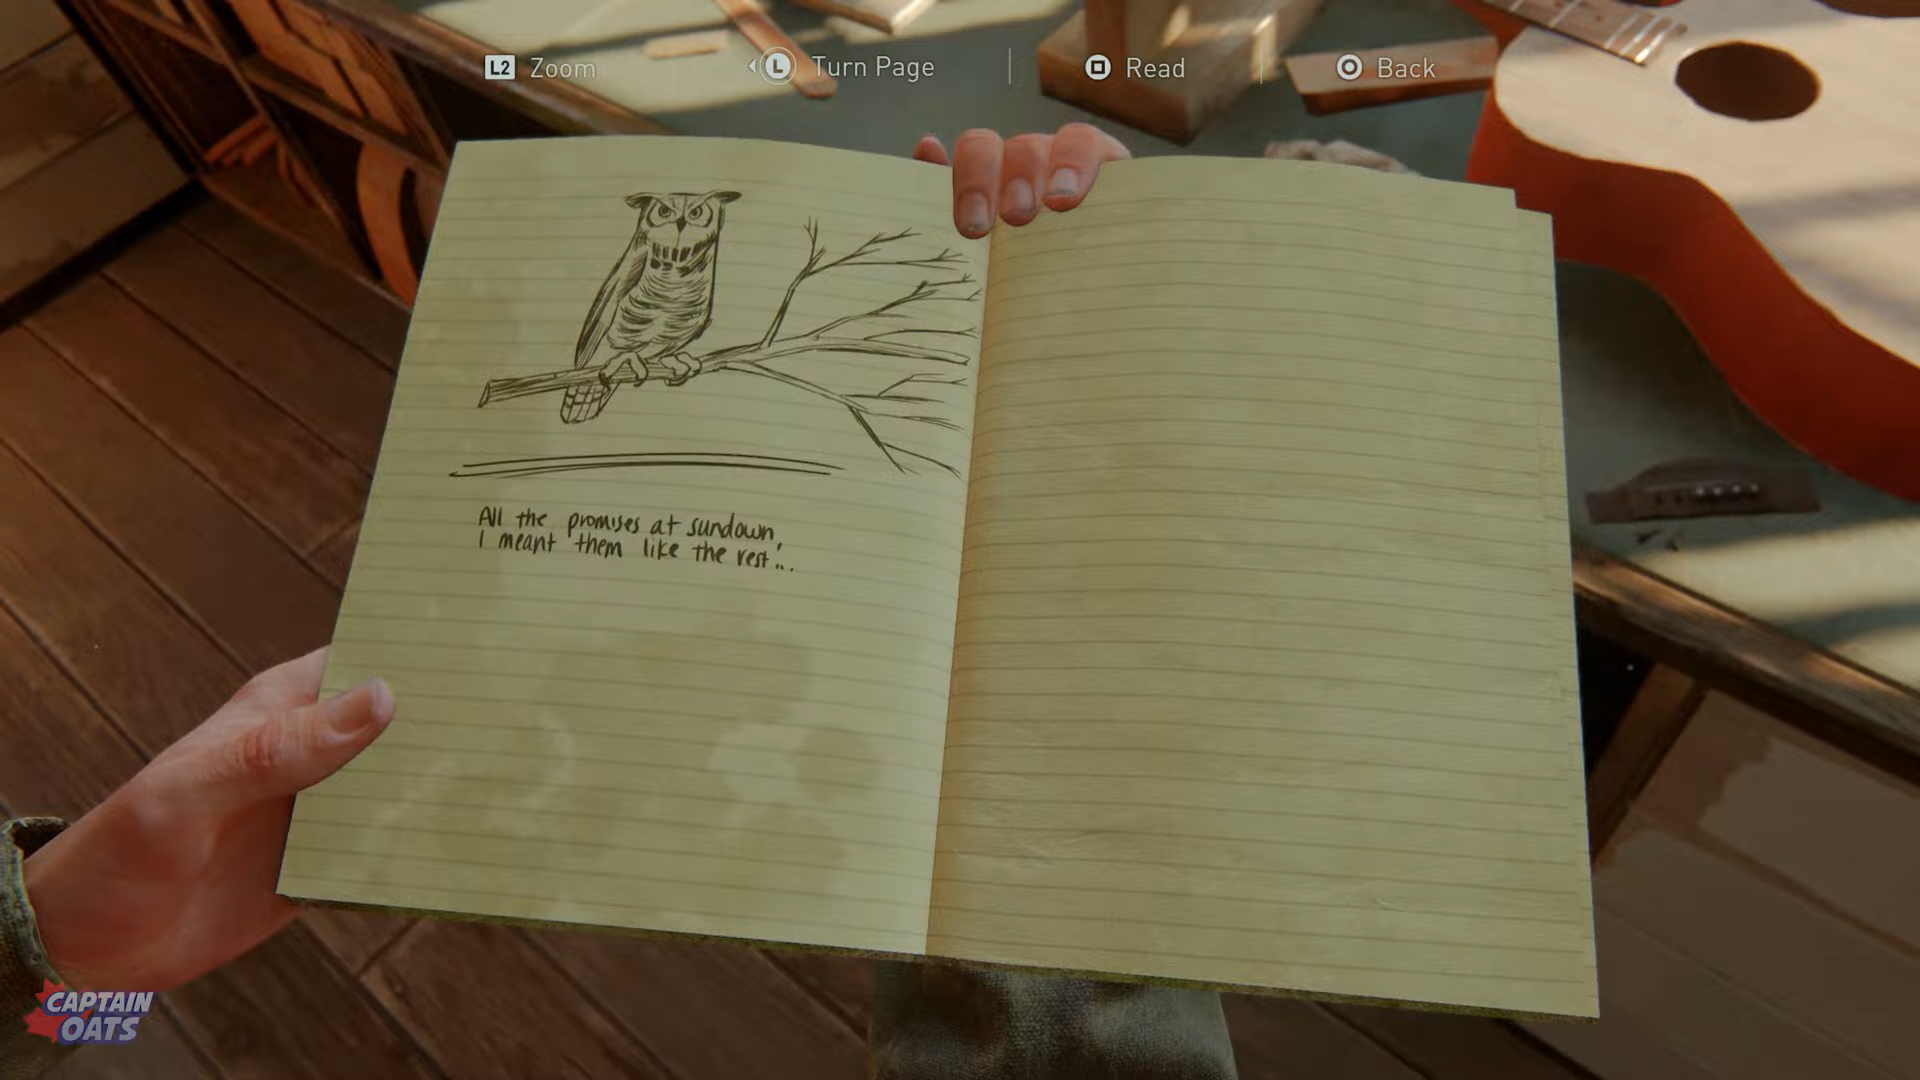 L2 Zoom
L Turn Page
Read
Back
All the promises at sundown,
I meant them like the rest...
CAPTAIN
OATS